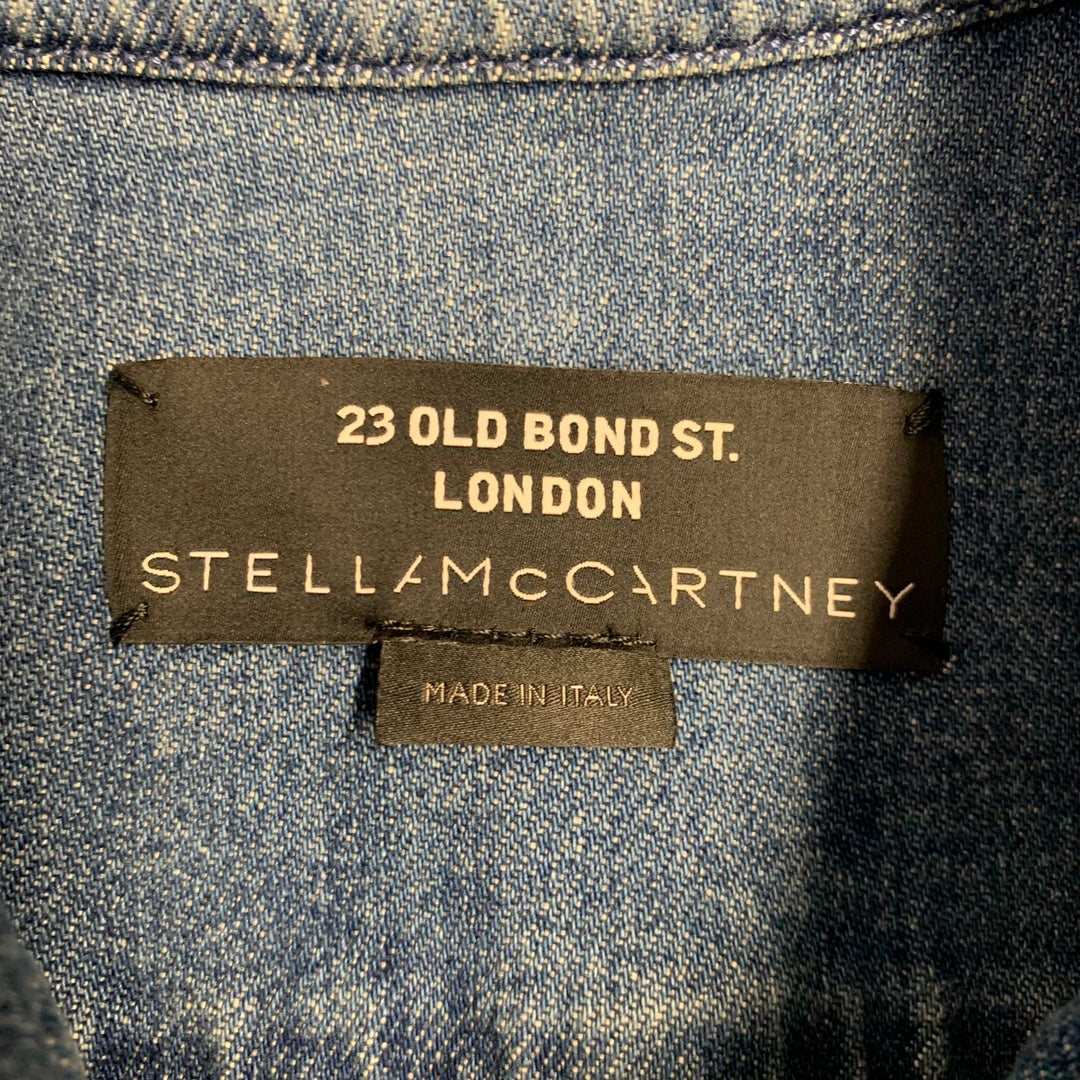 23 OLD BOND ST.
LONDON
STELLAMcCARTNEY
MADE IN ITALY